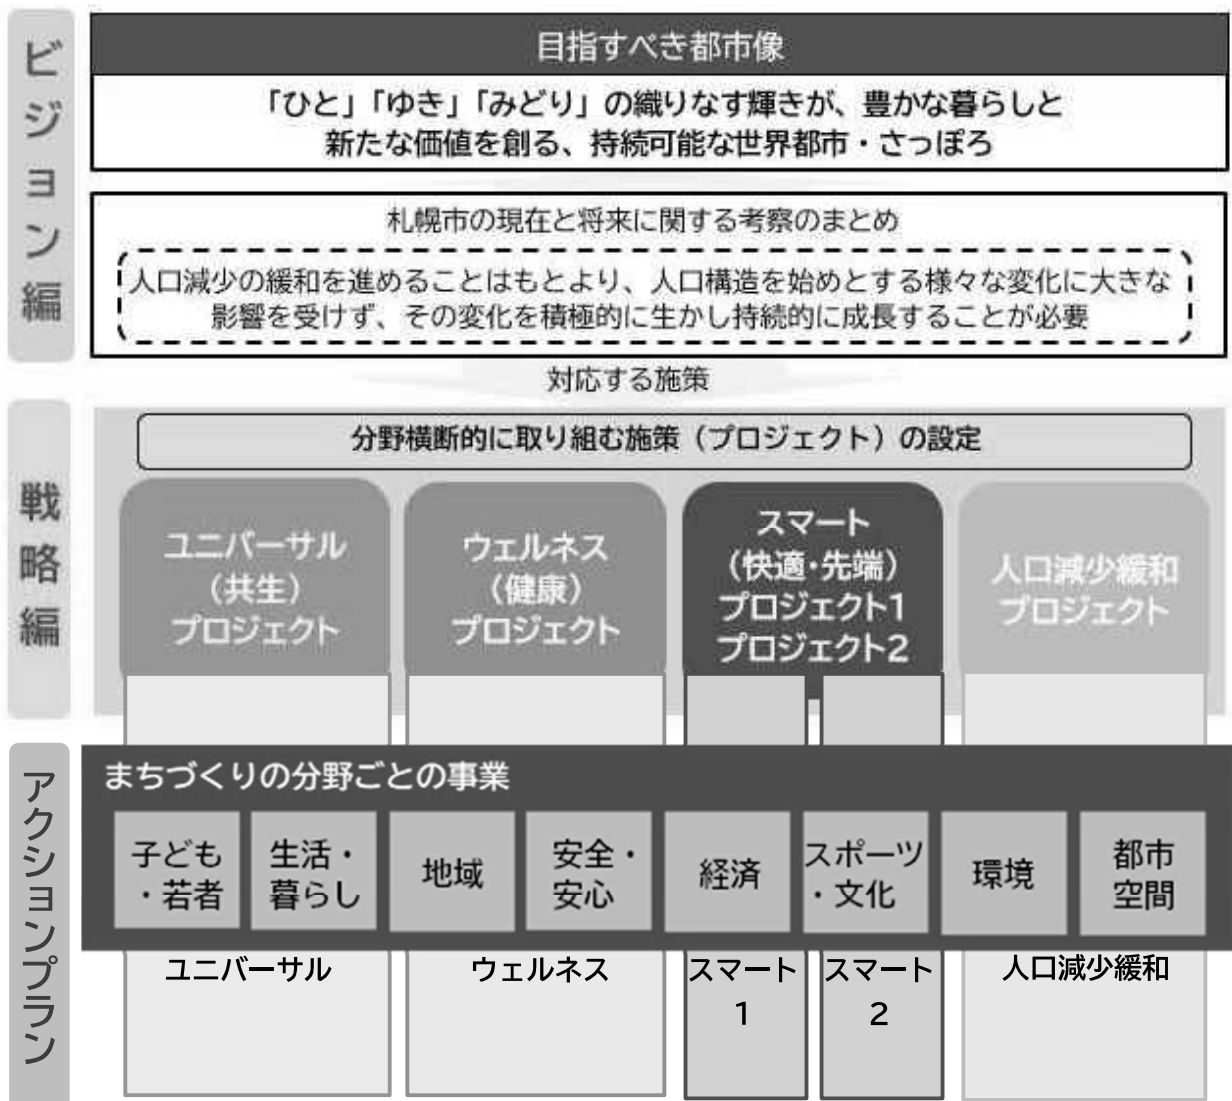 ビジョン編
目指すべき都市像
「ひと」「ゆき」「みどり」の織りなす輝きが、豊かな暮らしと
新たな価値を創る、持続可能な世界都市・さっぽろ
札幌市の現在と将来に関する考察のまとめ
人口減少の緩和を進めることはもとより、人口構造を始めとする様々な変化に大きな
影響を受けず、その変化を積極的に生かし持続的に成長することが必要
対応する施策
戦略編
分野横断的に取り組む施策（プロジェクト）の設定
ユニバーサル
（共生）
プロジェクト
ウェルネス
（健康）
プロジェクト
スマート
（快適・先端）
プロジェクト1
プロジェクト2
人口減少緩和
プロジェクト
アクションプラン
まちづくりの分野ごとの事業
子ども
・若者
生活・
暮らし
地域
安全・
安心
経済
スポーツ
・文化
環境
都市
空間
ユニバーサル
ウェルネス
スマート
1
スマート
2
人口減少緩和